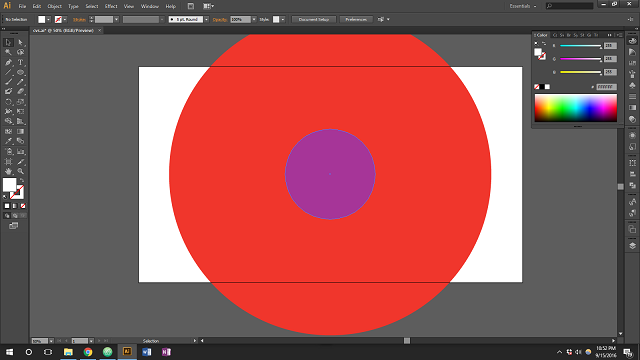 Ai File Edit Object Type Select Effect View Window Help
Essentials
No Selection Stroke: 5 pt. Round Opacity: 100% Style: Document Setup Preferences
cvs.ai* @ 50% (RGB/Preview)
Color
R 255
G 255
B 255
# FFFFFF
50% 1 Selection
Ai
10:52 PM
9/15/2016